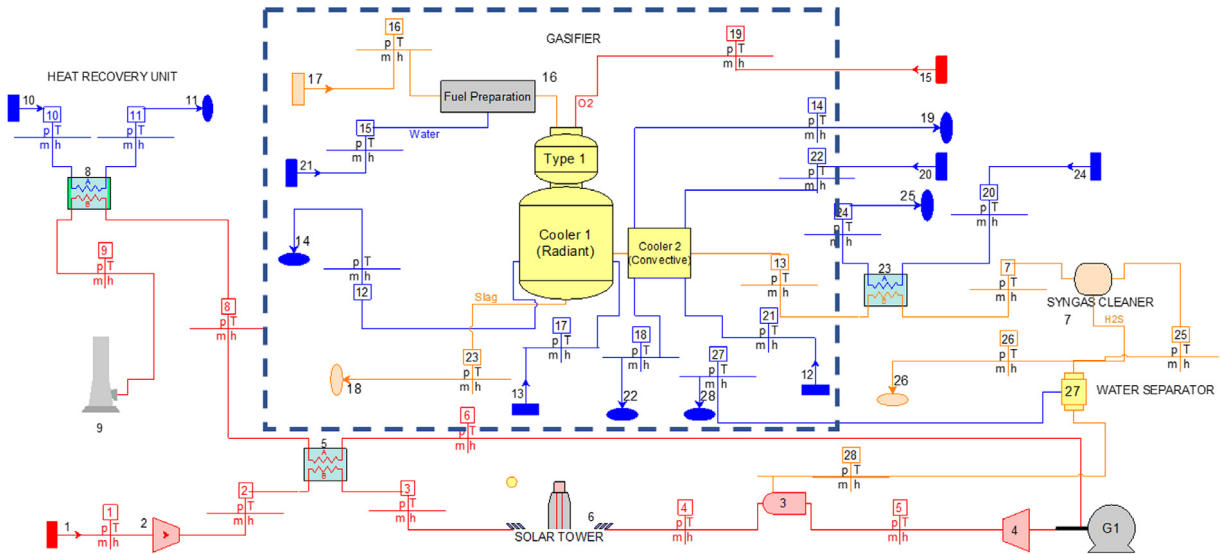 GASIFIER
HEAT RECOVERY UNIT
16
p T
m h
17
Fuel Preparation
16
O2
19
p T
m h
15
10
10
p T
m h
11
11
p T
m h
8
A
B
15
p T
m h
Water
21
Type 1
14
p T
m h
19
22
p T
m h
20
24
20
p T
m h
25
24
p T
m h
14
p T
m h
12
Cooler 1
(Radiant)
Cooler 2
(Convective)
13
p T
m h
23
A
B
7
p T
m h
SYNGAS CLEANER
7
H2S
9
p T
m h
8
p T
m h
Slag
23
p T
m h
18
17
p T
m h
13
18
p T
m h
22
27
p T
m h
28
21
p T
m h
12
26
p T
m h
26
25
p T
m h
WATER SEPARATOR
27
9
6
p T
m h
5
A
B
28
p T
m h
1
1
p T
m h
2
2
p T
m h
3
p T
m h
6
SOLAR TOWER
4
p T
m h
3
5
p T
m h
4
G1